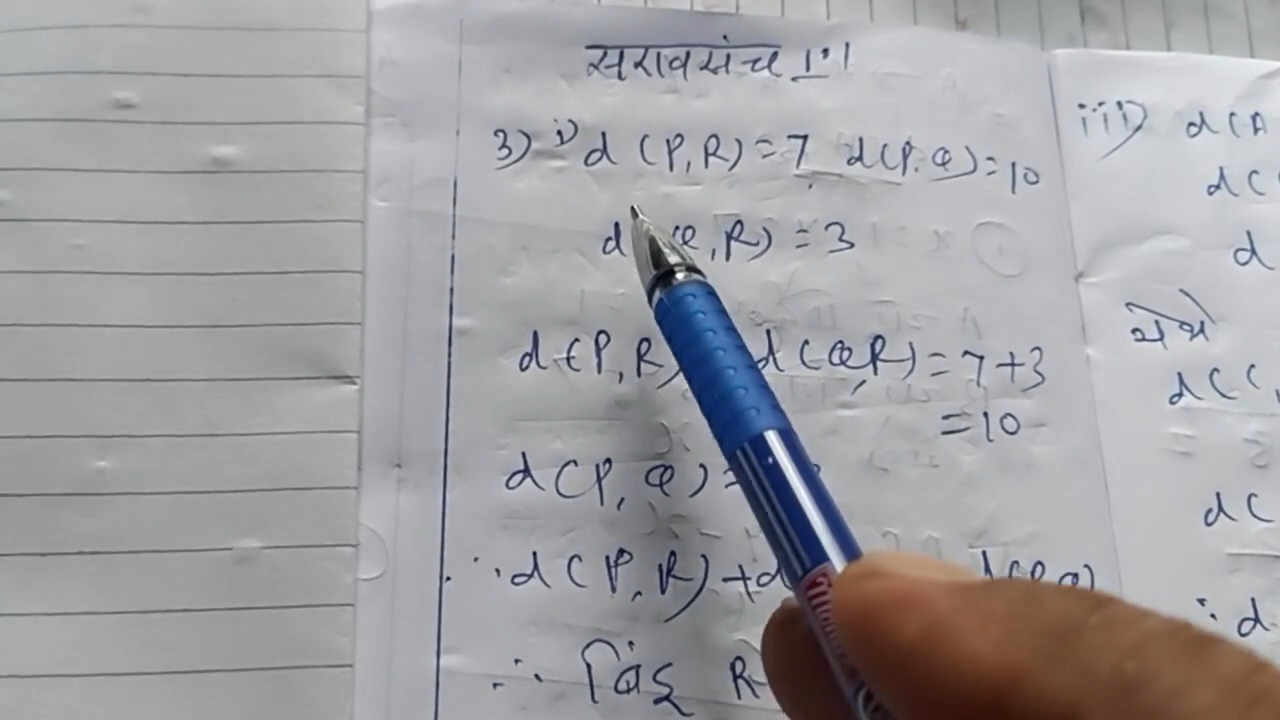 सरावसंच 1.1
3) i) d (P,R) = 7 d(P,Q) = 10
d ,R) = 3
d (P,R) d (Q,R) = 7+3
= 10
d (P, Q) =
∴ d (P, R) + d d(P,Q)
∴ बिंदू R
iii) d(A
d(
d
येथे
d(C,
=
d(
∴ d